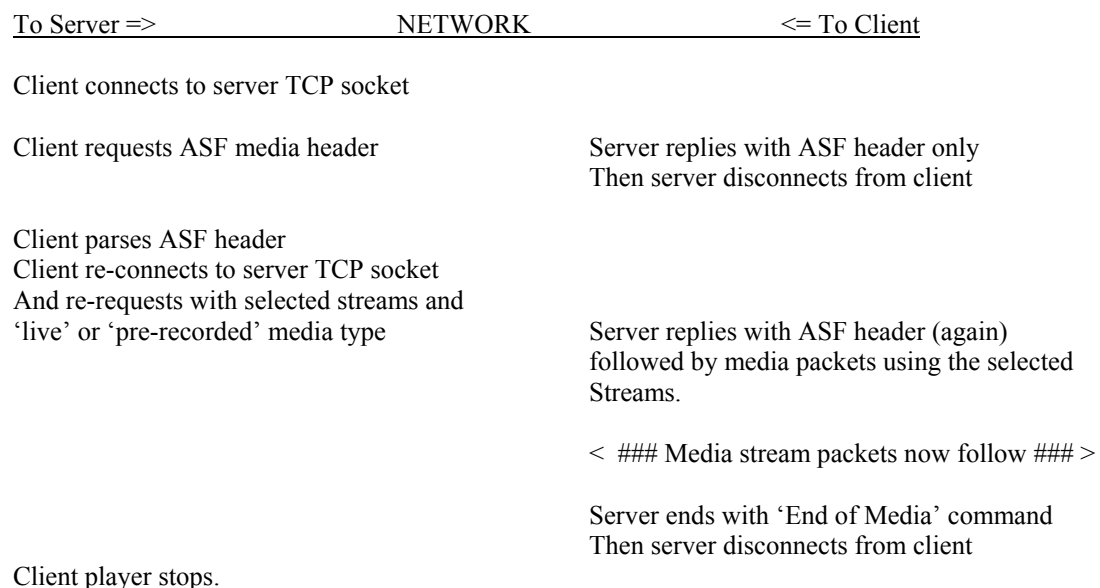 To Server => NETWORK <= To Client
Client connects to server TCP socket
Client requests ASF media header
Server replies with ASF header only
Then server disconnects from client
Client parses ASF header
Client re-connects to server TCP socket
And re-requests with selected streams and
‘live’ or ‘pre-recorded’ media type
Server replies with ASF header (again)
followed by media packets using the selected
Streams.
< ### Media stream packets now follow ### >
Server ends with ‘End of Media’ command
Then server disconnects from client
Client player stops.